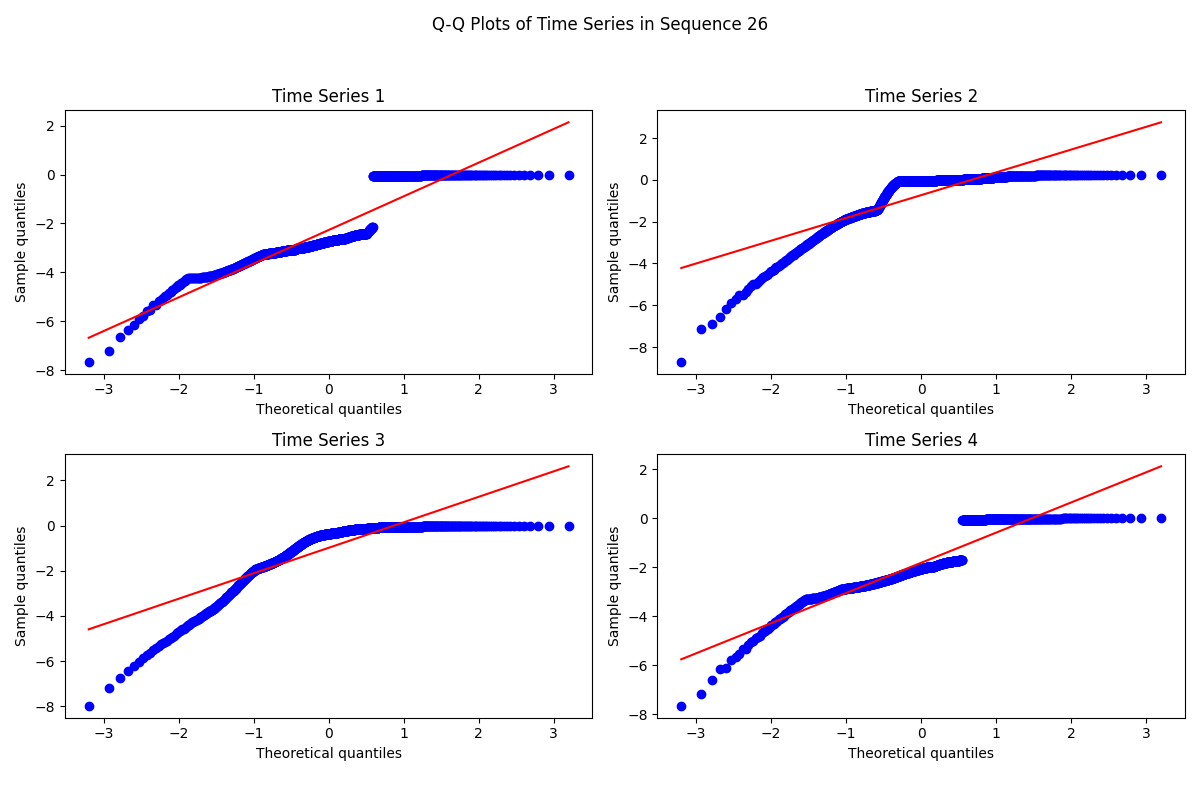 Q-Q Plots of Time Series in Sequence 26
Time Series 1
Sample quantiles
2
0
−2
−4
−6
−8
−3 −2 −1 0 1 2 3
Theoretical quantiles
Time Series 2
Sample quantiles
2
0
−2
−4
−6
−8
−3 −2 −1 0 1 2 3
Theoretical quantiles
Time Series 3
Sample quantiles
2
0
−2
−4
−6
−8
−3 −2 −1 0 1 2 3
Theoretical quantiles
Time Series 4
Sample quantiles
2
0
−2
−4
−6
−8
−3 −2 −1 0 1 2 3
Theoretical quantiles